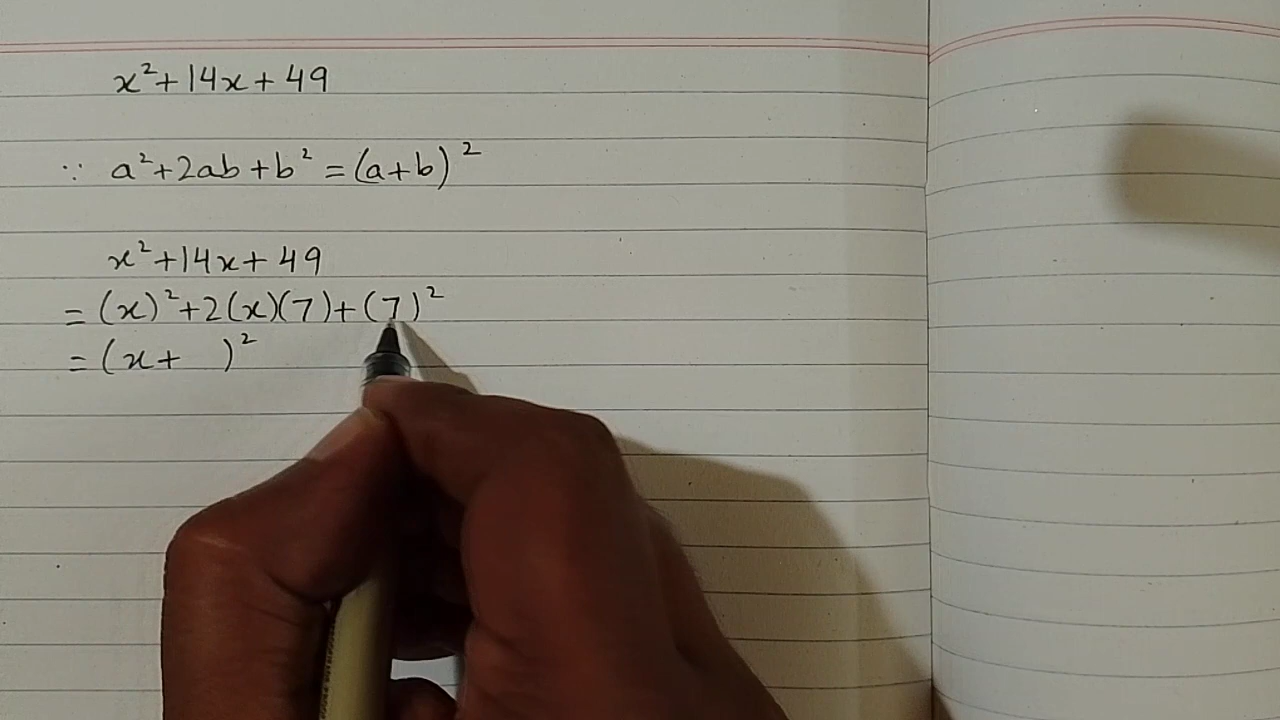 x²+14x+49
∵ a²+2ab+b²=(a+b)²
x²+14x+49
=(x)²+2(x)(7)+(7)²
=(x+ )²